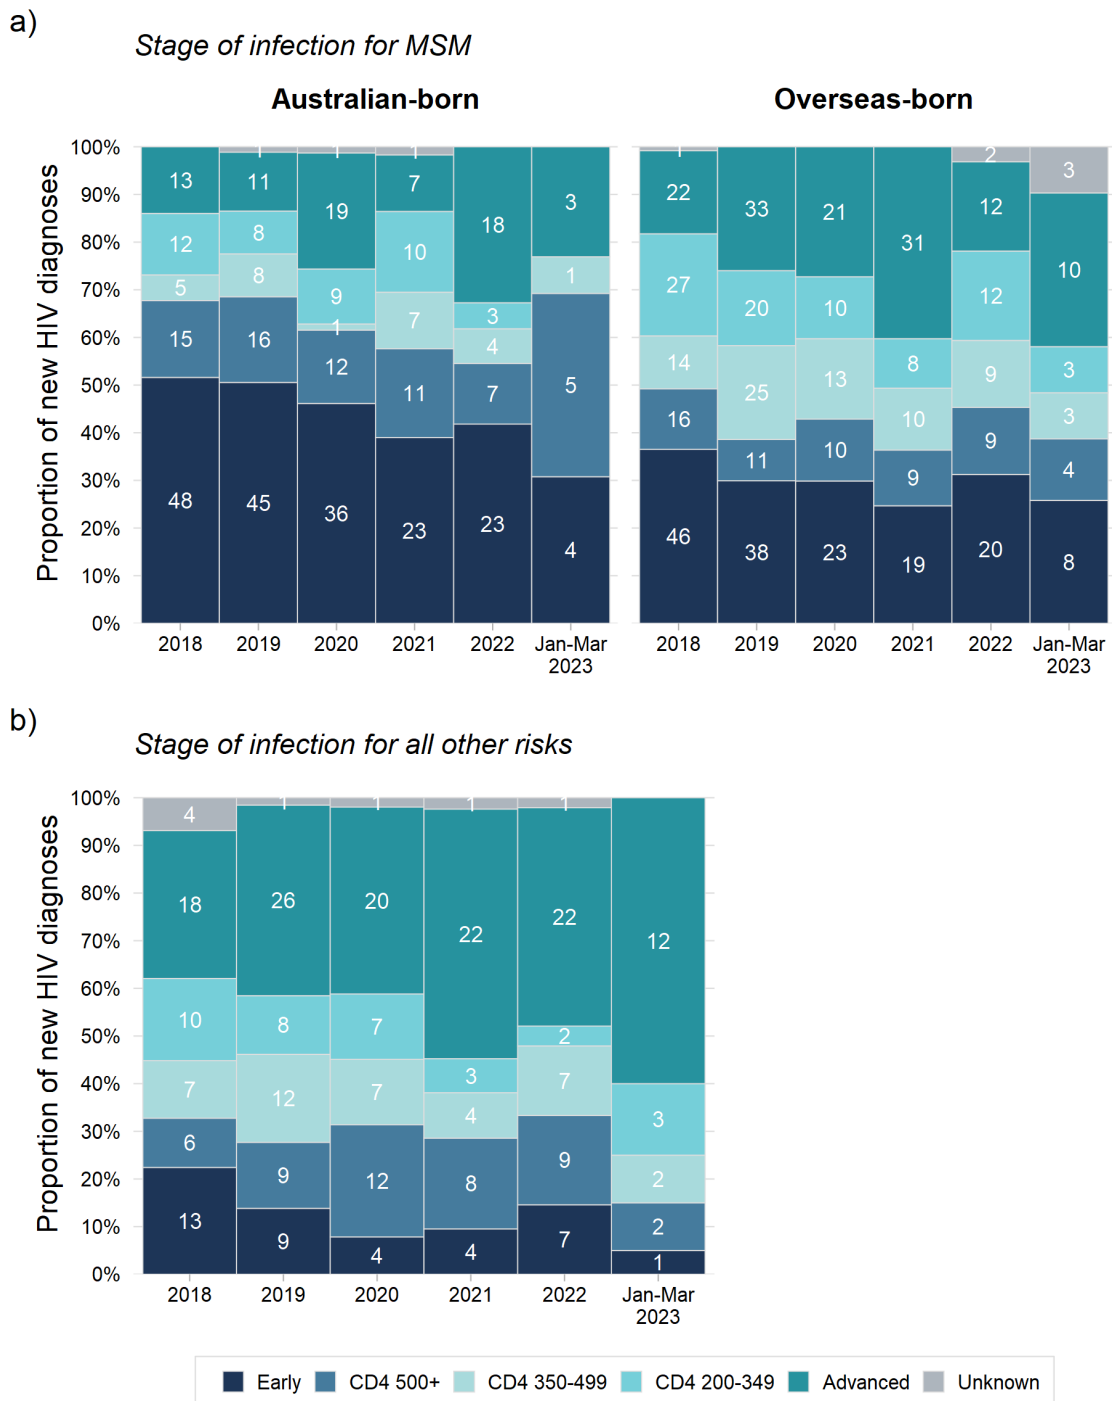 a)
Stage of infection for MSM
Australian-born
Overseas-born
Proportion of new HIV diagnoses
100%
90%
80%
70%
60%
50%
40%
30%
20%
10%
0%
1 1 1
13 11 19 7 18 3
12 8 9 10 3
5 8 1 7 4 1
15 16 12 11 7 5
48 45 36 23 23 4
2018 2019 2020 2021 2022 Jan-Mar
2023
1 2 3
22 33 21 31 12 10
27 20 10 8 12 3
14 25 13 10 9 3
16 11 10 9 9 4
46 38 23 19 20 8
2018 2019 2020 2021 2022 Jan-Mar
2023
b)
Stage of infection for all other risks
Proportion of new HIV diagnoses
100%
90%
80%
70%
60%
50%
40%
30%
20%
10%
0%
4 1 1 1 1
18 26 20 22 22 12
10 8 7 3 2 3
7 12 7 4 7 2
6 9 12 8 9 2
13 9 4 4 7 1
2018 2019 2020 2021 2022 Jan-Mar
2023
Early CD4 500+ CD4 350-499 CD4 200-349 Advanced Unknown